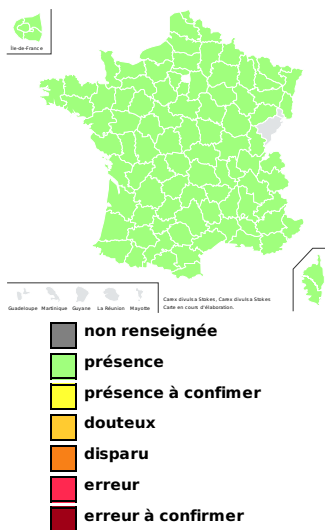 Île-de-France
Carex divulsa Stokes, Carex divulsa Stokes
Carte en cours d'élaboration.
Guadeloupe Martinique Guyane La Réunion Mayotte
non renseignée
présence
présence à confimer
douteux
disparu
erreur
erreur à confirmer